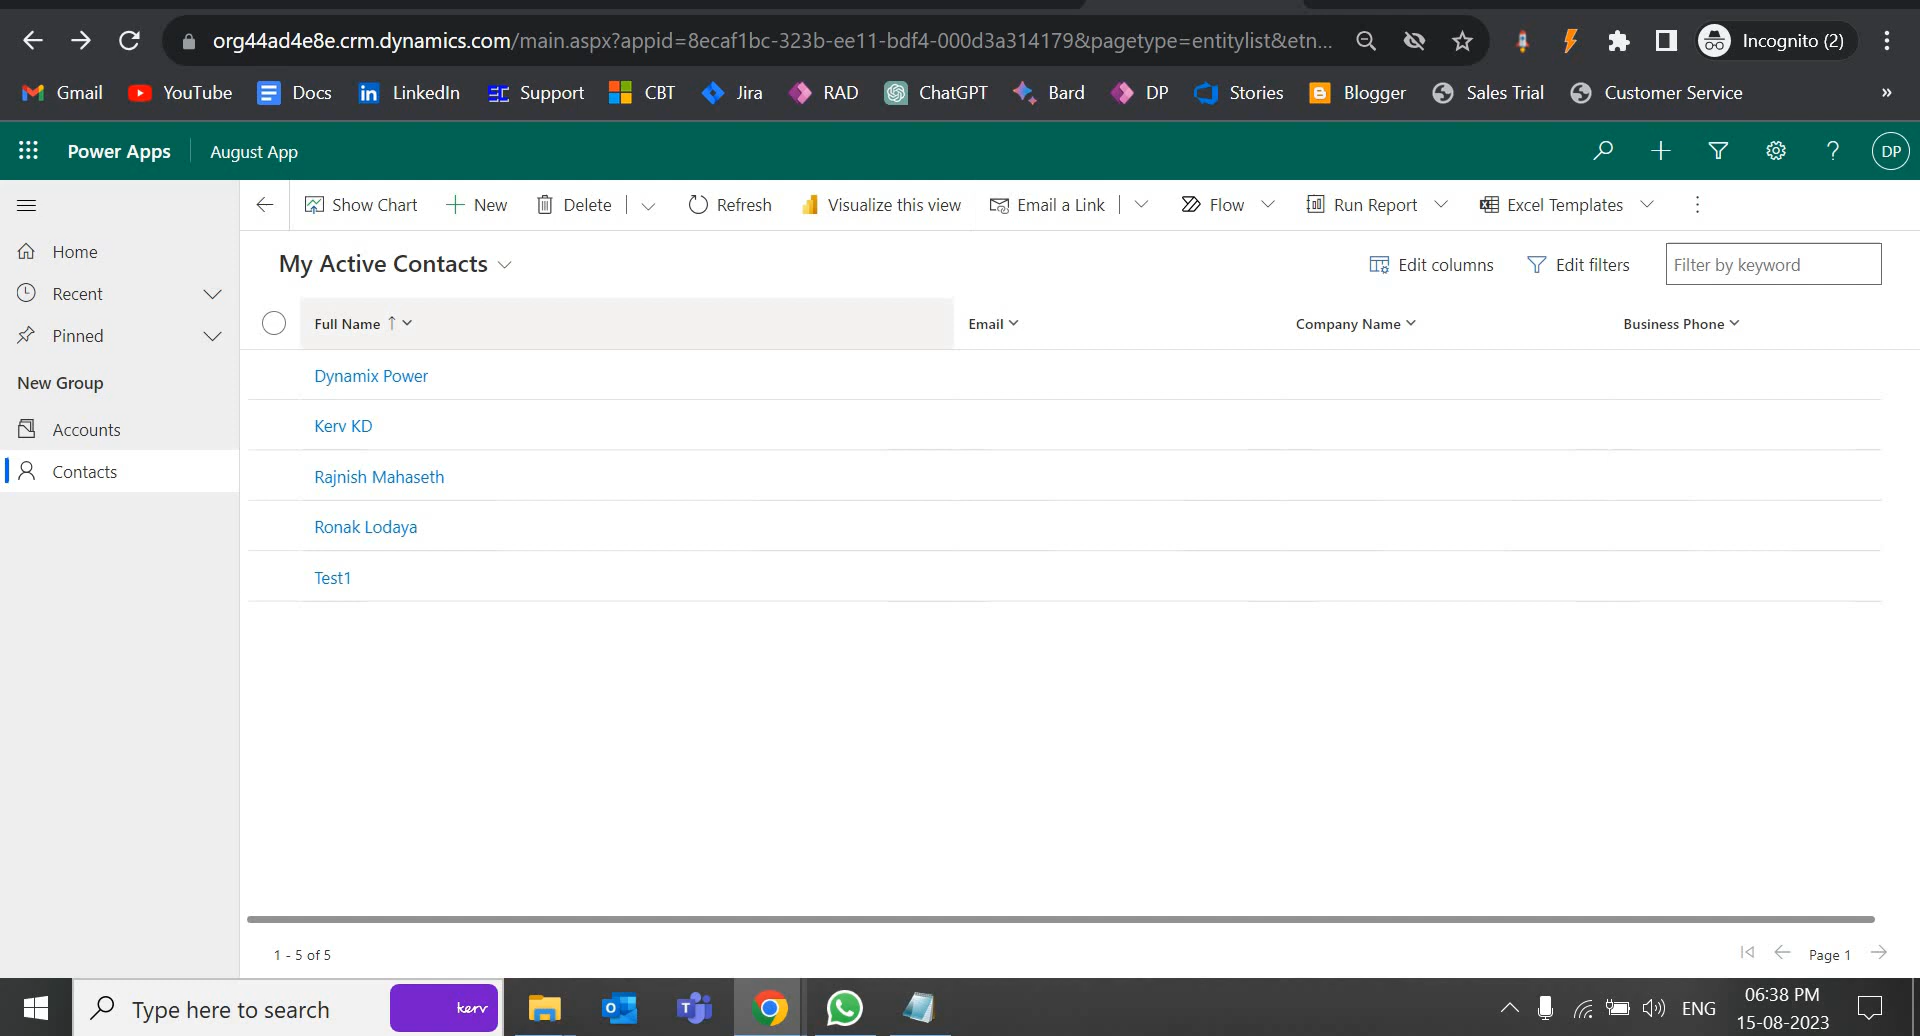 org44ad4e8e.crm.dynamics.com/main.aspx?appid=8ecaf1bc-323b-ee11-bdf4-000d3a314179&pagetype=entitylist&etn... Incognito (2)
Gmail YouTube Docs LinkedIn Support CBT Jira RAD ChatGPT Bard DP Stories Blogger Sales Trial Customer Service »
Power Apps August App ? DP
Show Chart New Delete Refresh Visualize this view Email a Link Flow Run Report Excel Templates
Home
Recent
Pinned
New Group
Accounts
Contacts
My Active Contacts Edit columns Edit filters Filter by keyword
Full Name ↑ Email Company Name Business Phone
Dynamix Power
Kerv KD
Rajnish Mahaseth
Ronak Lodaya
Test1
1 - 5 of 5 Page 1
Type here to search kerv ENG 06:38 PM
15-08-2023